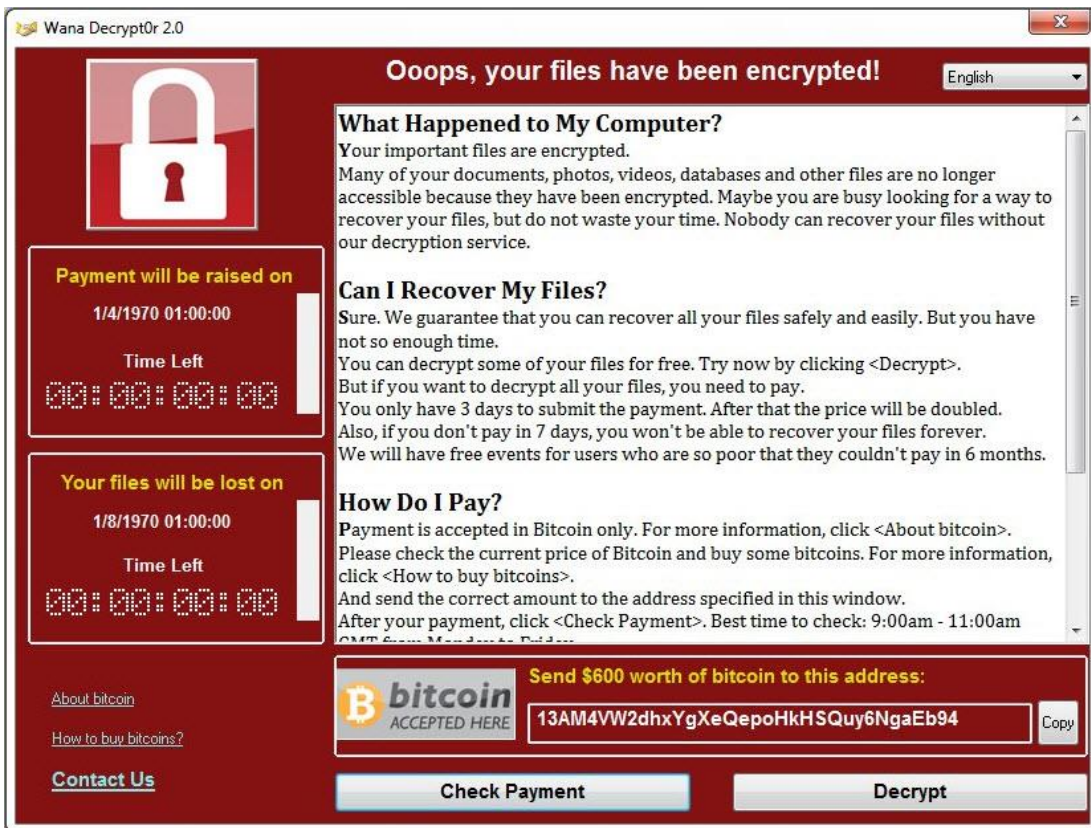 Wana Decrypt0r 2.0
Ooops, your files have been encrypted!
English
What Happened to My Computer?
Your important files are encrypted.
Many of your documents, photos, videos, databases and other files are no longer
accessible because they have been encrypted. Maybe you are busy looking for a way to
recover your files, but do not waste your time. Nobody can recover your files without
our decryption service.
Can I Recover My Files?
Sure. We guarantee that you can recover all your files safely and easily. But you have
not so enough time.
You can decrypt some of your files for free. Try now by clicking <Decrypt>.
But if you want to decrypt all your files, you need to pay.
You only have 3 days to submit the payment. After that the price will be doubled.
Also, if you don't pay in 7 days, you won't be able to recover your files forever.
We will have free events for users who are so poor that they couldn't pay in 6 months.
How Do I Pay?
Payment is accepted in Bitcoin only. For more information, click <About bitcoin>.
Please check the current price of Bitcoin and buy some bitcoins. For more information,
click <How to buy bitcoins>.
And send the correct amount to the address specified in this window.
After your payment, click <Check Payment>. Best time to check: 9:00am - 11:00am
GMT from Monday to Friday
Payment will be raised on
1/4/1970 01:00:00
Time Left
00:00:00:00
Your files will be lost on
1/8/1970 01:00:00
Time Left
00:00:00:00
About bitcoin
How to buy bitcoins?
Contact Us
bitcoin
ACCEPTED HERE
Send $600 worth of bitcoin to this address:
13AM4VW2dhxYgXeQepoHkHSQuy6NgaEb94
Copy
Check Payment
Decrypt